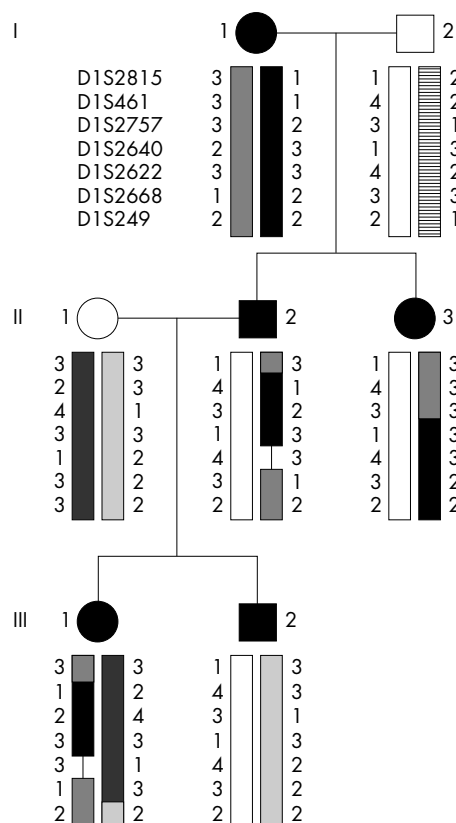 I 1 2
D1S2815 3 1 1 2
D1S461 3 1 4 2
D1S2757 3 2 3 1
D1S2640 2 3 1 3
D1S2622 3 3 4 2
D1S2668 1 2 3 3
D1S249 2 2 2 1
II 1 2 3
3 3 1 3 1 3
2 3 4 1 4 3
4 1 3 2 3 3
3 3 1 3 1 3
1 2 4 3 4 3
3 2 3 1 3 2
3 2 2 2 2 2
III 1 2
3 3 1 3
1 2 4 3
2 4 3 1
3 3 1 3
3 1 4 2
1 3 3 2
2 2 2 2